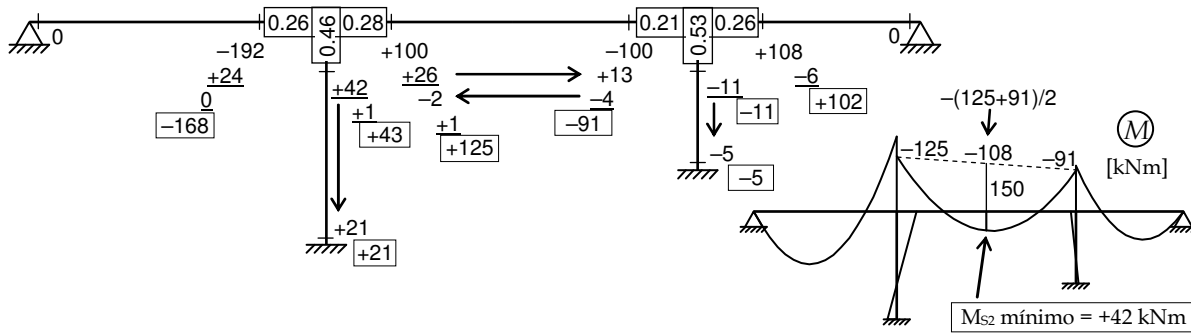 0.26 0.46 0.28 0.21 0.53 0.26
0 −192 +100 −100 +108 0
+24 +42 +26 +13 −11 −6
0 +1 −2 −4 −11 +102
−168 +43 +1 −91
+125
−5
−5
+21
+21
−(125+91)/2
−125 −108 −91
M
[kNm]
150
M_S2 mínimo = +42 kNm